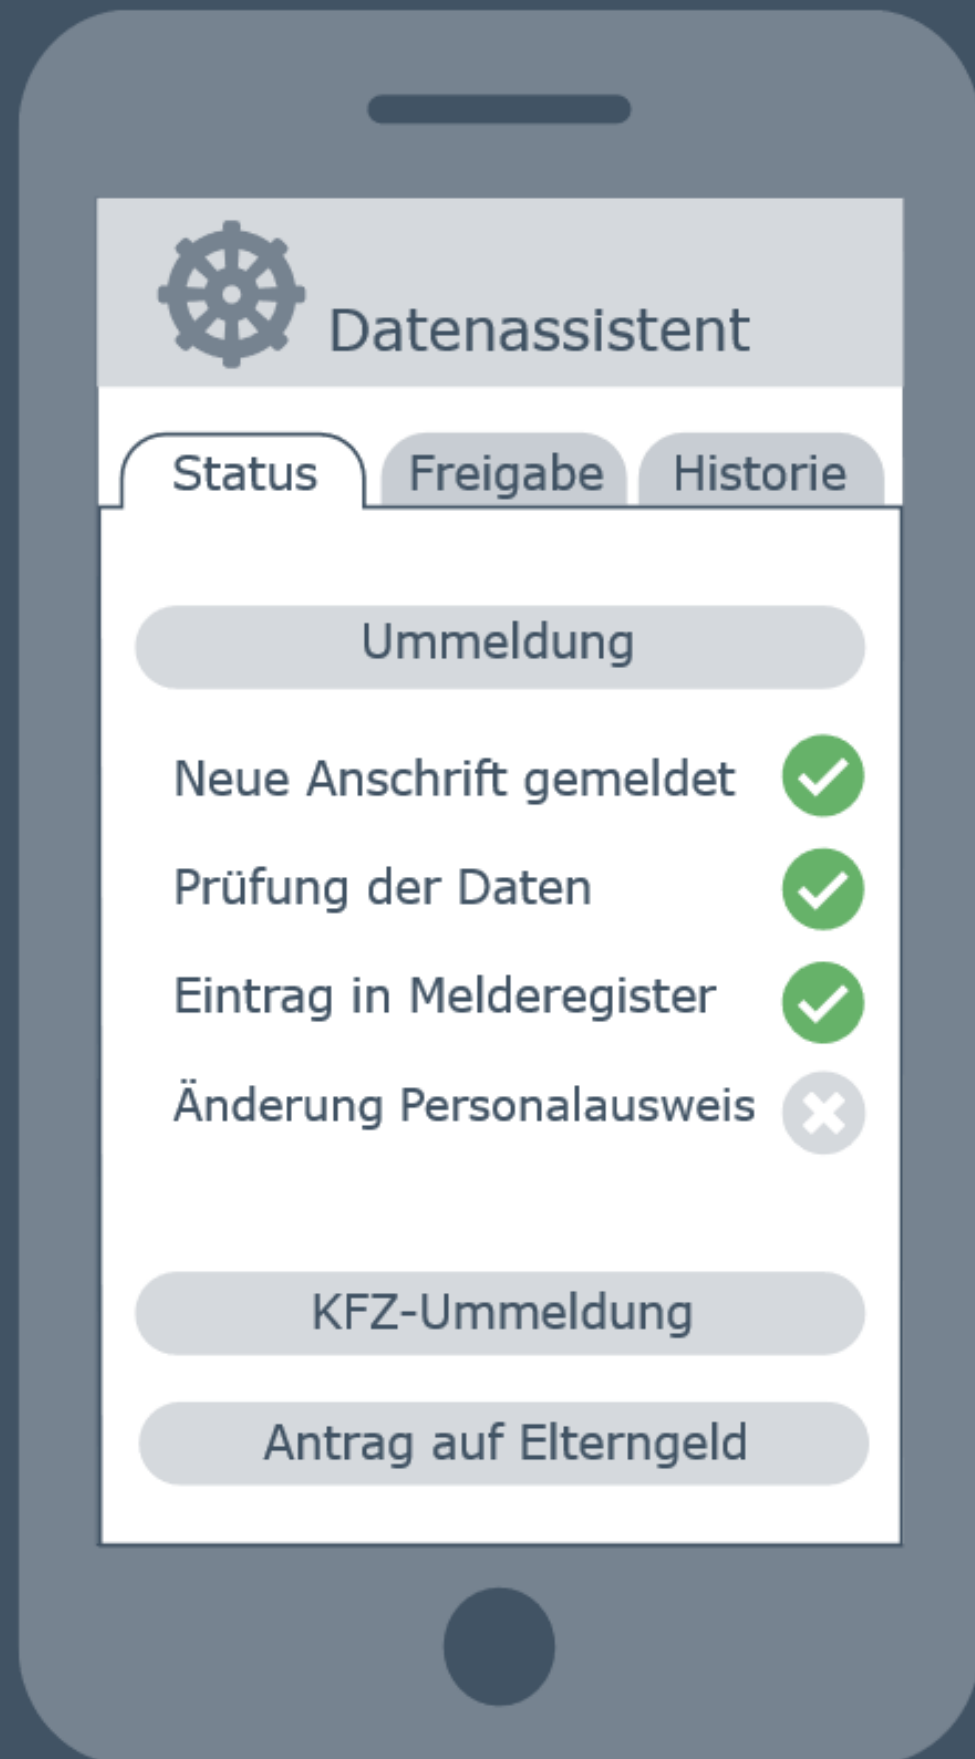 Datenassistent
Status Freigabe Historie
Ummeldung
Neue Anschrift gemeldet
Prüfung der Daten
Eintrag in Melderegister
Änderung Personalausweis
KFZ-Ummeldung
Antrag auf Elterngeld